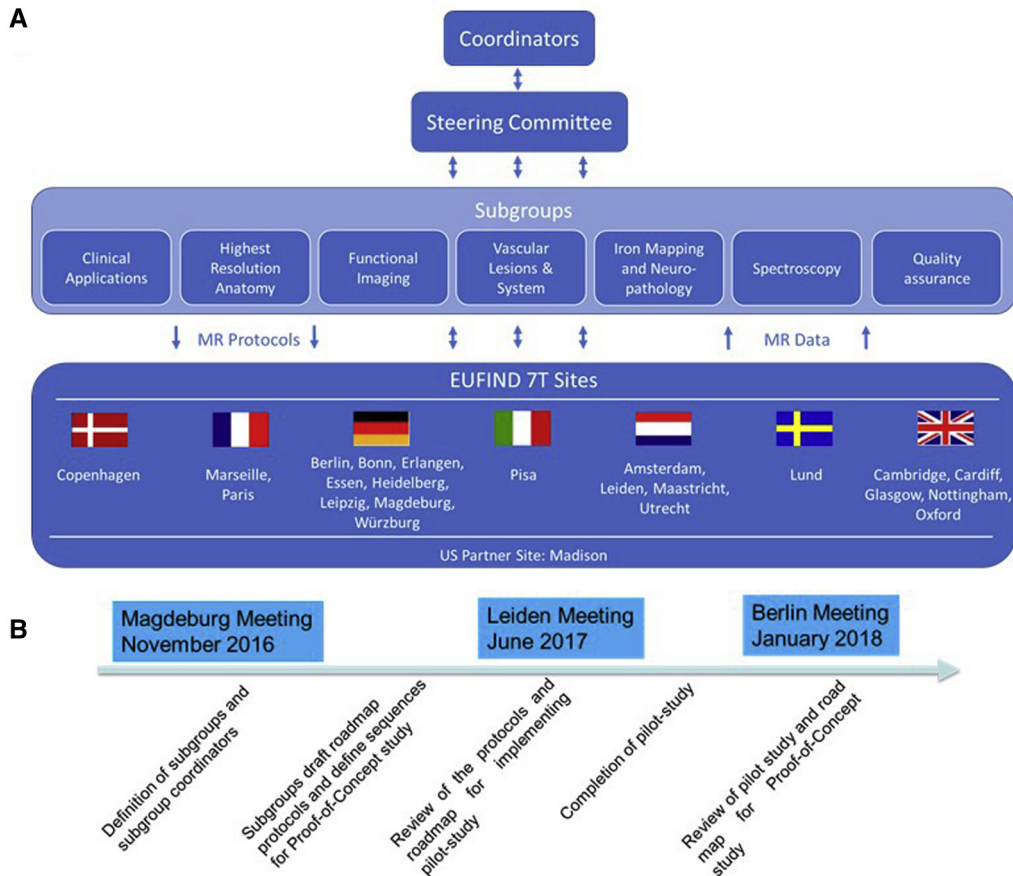 A
Coordinators
Steering Committee
Subgroups
Clinical
Applications
Highest
Resolution
Anatomy
Functional
Imaging
Vascular
Lesions &
System
Iron Mapping
and Neuro-
pathology
Spectroscopy
Quality
assurance
MR Protocols
MR Data
EUFIND 7T Sites
Copenhagen
Marseille,
Paris
Berlin, Bonn, Erlangen,
Essen, Heidelberg,
Leipzig, Magdeburg,
Würzburg
Pisa
Amsterdam,
Leiden, Maastricht,
Utrecht
Lund
Cambridge, Cardiff,
Glasgow, Nottingham,
Oxford
US Partner Site: Madison
B
Magdeburg Meeting
November 2016
Leiden Meeting
June 2017
Berlin Meeting
January 2018
Definition of subgroups and
subgroup coordinators
Subgroups draft roadmap
protocols and define sequences
for Proof-of-Concept study
Review of the protocols and
roadmap for implementing
pilot-study
Completion of pilot-study
Review of pilot study and road
map for Proof-of-Concept
study